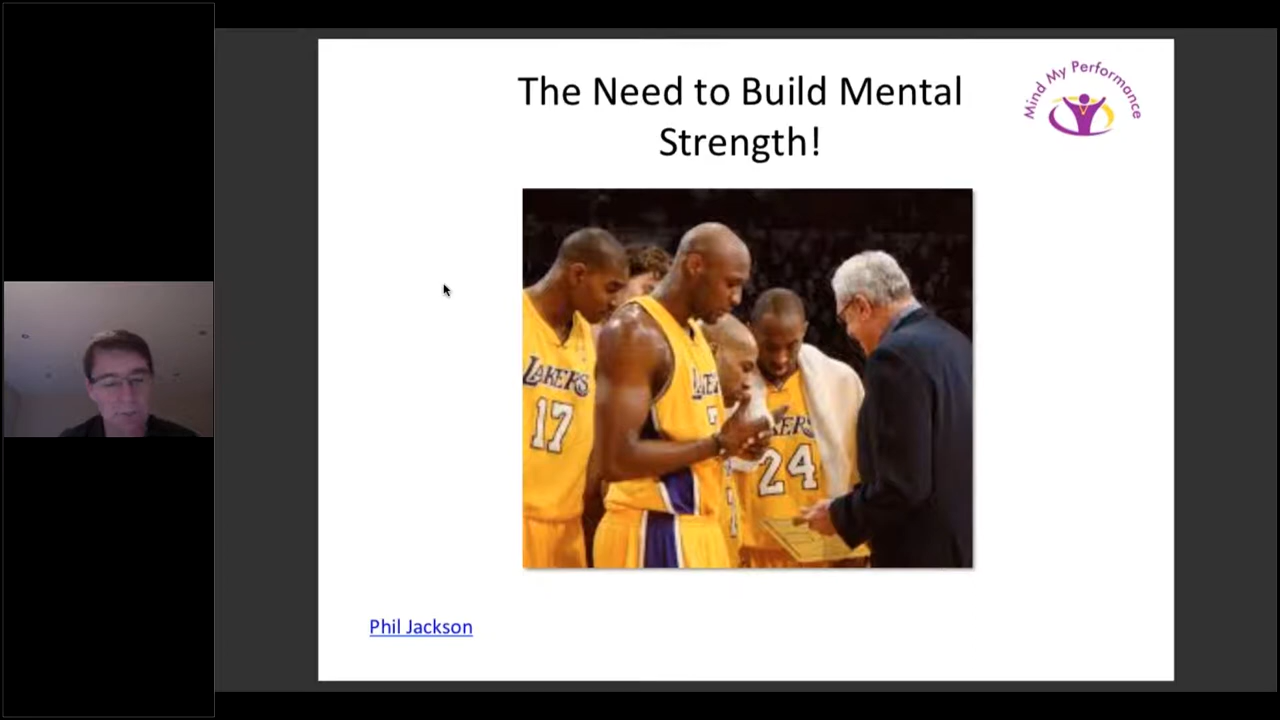 The Need to Build Mental
Strength!
Mind My Performance
LAKERS
17
24
Phil Jackson